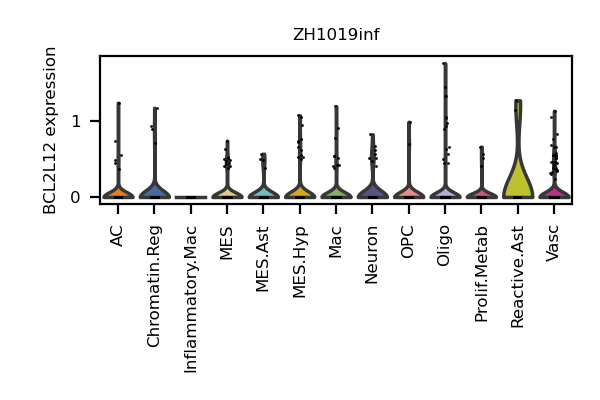 ZH1019inf
BCL2L12 expression
1
0
AC
Chromatin.Reg
Inflammatory.Mac
MES
MES.Ast
MES.Hyp
Mac
Neuron
OPC
Oligo
Prolif.Metab
Reactive.Ast
Vasc